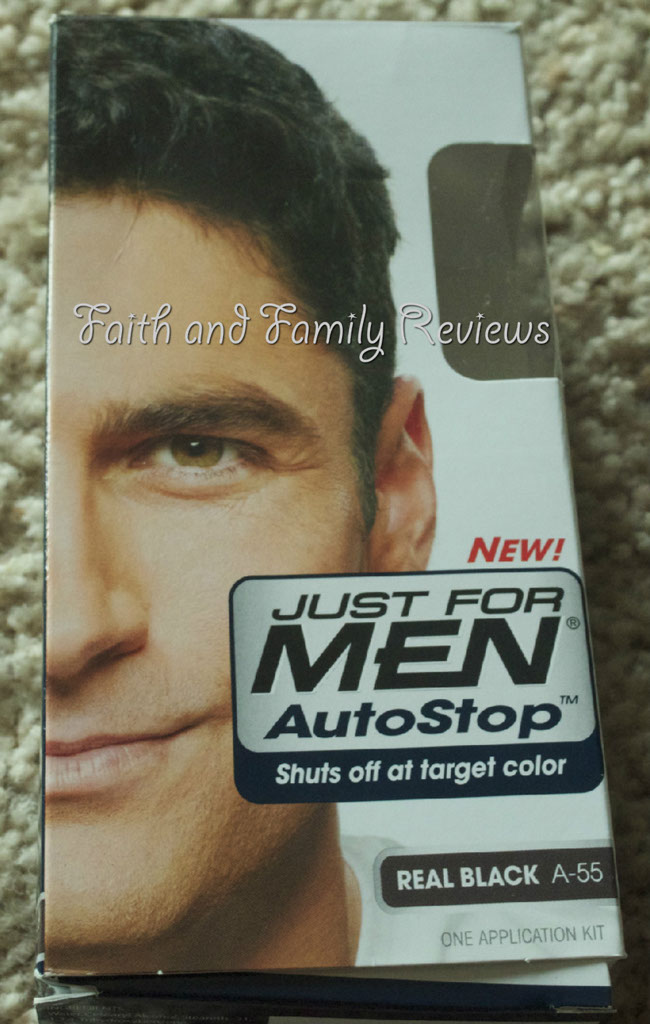 Faith and Family Reviews
NEW!
JUST FOR
MEN®
AutoStop™
Shuts off at target color
REAL BLACK A-55
ONE APPLICATION KIT